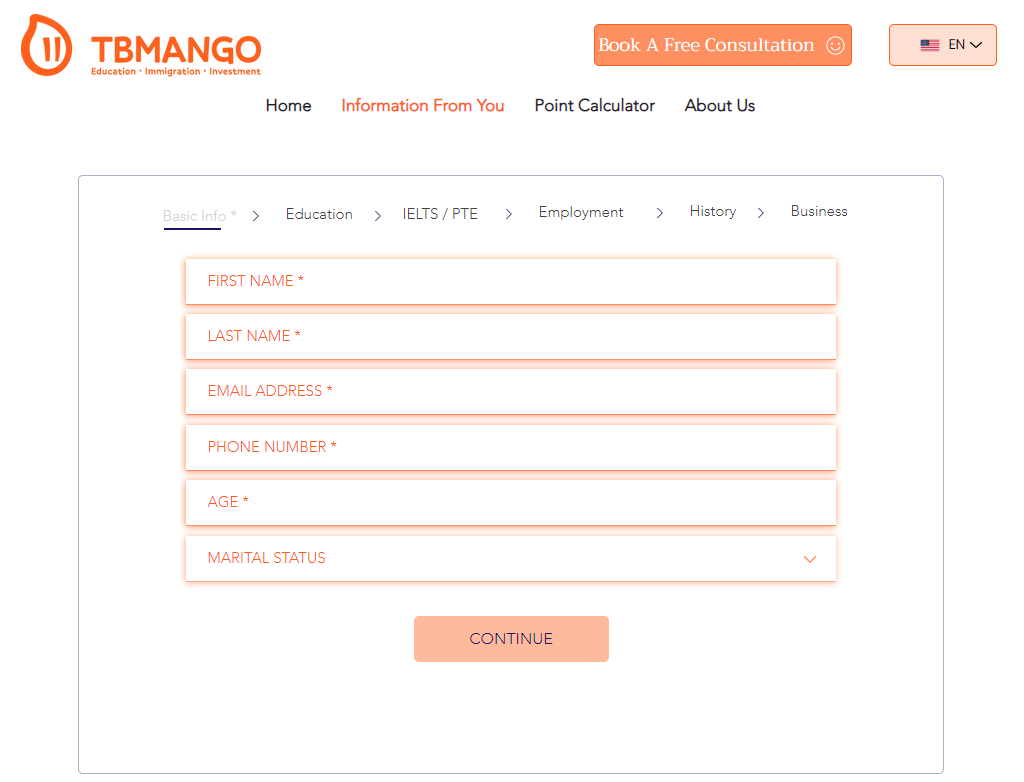 TBMANGO
Education • Immigration • Investment
Book A Free Consultation
EN
Home Information From You Point Calculator About Us
Basic Info * Education IELTS / PTE Employment History Business
FIRST NAME *
LAST NAME *
EMAIL ADDRESS *
PHONE NUMBER *
AGE *
MARITAL STATUS
CONTINUE